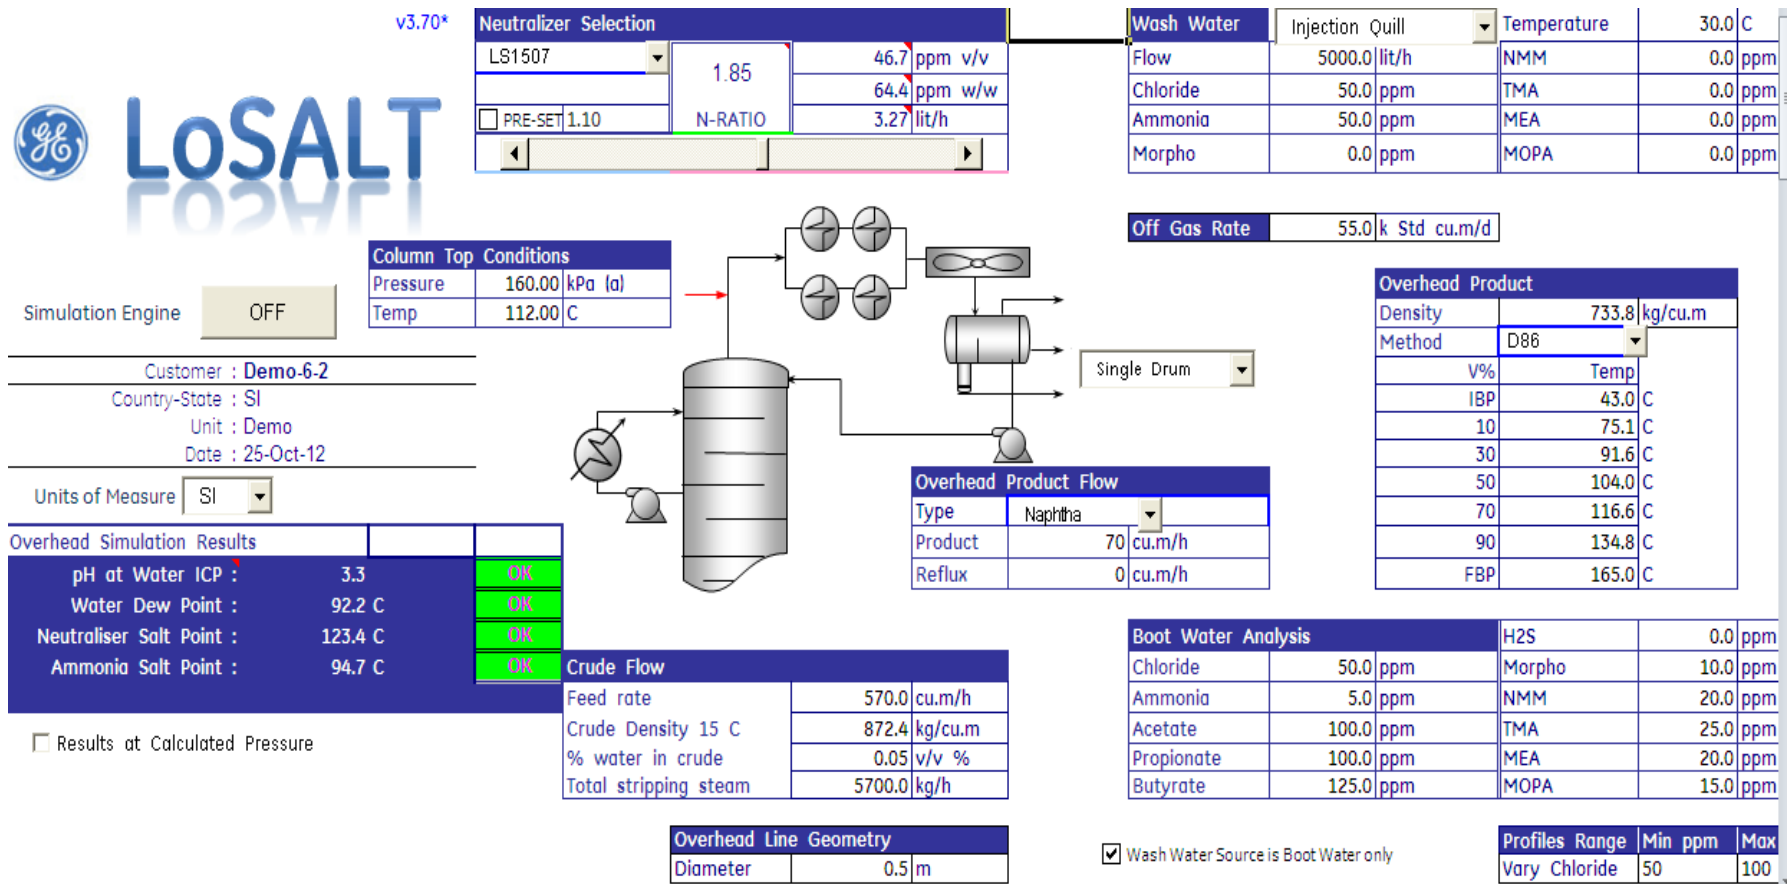 v3.70*
Neutralizer Selection
LS1507
1.85
N-RATIO
46.7 ppm v/v
64.4 ppm w/w
PRE-SET 1.10
3.27 lit/h
Wash Water Injection Quill Temperature 30.0 C
Flow 5000.0 lit/h NMM 0.0 ppm
Chloride 50.0 ppm TMA 0.0 ppm
Ammonia 50.0 ppm MEA 0.0 ppm
Morpho 0.0 ppm MOPA 0.0 ppm
GE
LoSALT
Off Gas Rate 55.0 k Std cu.m/d
Column Top Conditions
Pressure 160.00 kPa (a)
Temp 112.00 C
Simulation Engine OFF
Customer : Demo-6-2
Country-State : SI
Unit : Demo
Date : 25-Oct-12
Units of Measure SI
Single Drum
Overhead Product
Density 733.8 kg/cu.m
Method D86
V% Temp
IBP 43.0 C
10 75.1 C
30 91.6 C
50 104.0 C
70 116.6 C
90 134.8 C
FBP 165.0 C
Overhead Product Flow
Type Naphtha
Product 70 cu.m/h
Reflux 0 cu.m/h
Overhead Simulation Results
pH at Water ICP : 3.3 OK
Water Dew Point : 92.2 C OK
Neutraliser Salt Point : 123.4 C OK
Ammonia Salt Point : 94.7 C OK
Results at Calculated Pressure
Crude Flow
Feed rate 570.0 cu.m/h
Crude Density 15 C 872.4 kg/cu.m
% water in crude 0.05 v/v %
Total stripping steam 5700.0 kg/h
Boot Water Analysis H2S 0.0 ppm
Chloride 50.0 ppm Morpho 10.0 ppm
Ammonia 5.0 ppm NMM 20.0 ppm
Acetate 100.0 ppm TMA 25.0 ppm
Propionate 100.0 ppm MEA 20.0 ppm
Butyrate 125.0 ppm MOPA 15.0 ppm
Overhead Line Geometry
Diameter 0.5 m
Wash Water Source is Boot Water only
Profiles Range Min ppm Max
Vary Chloride 50 100